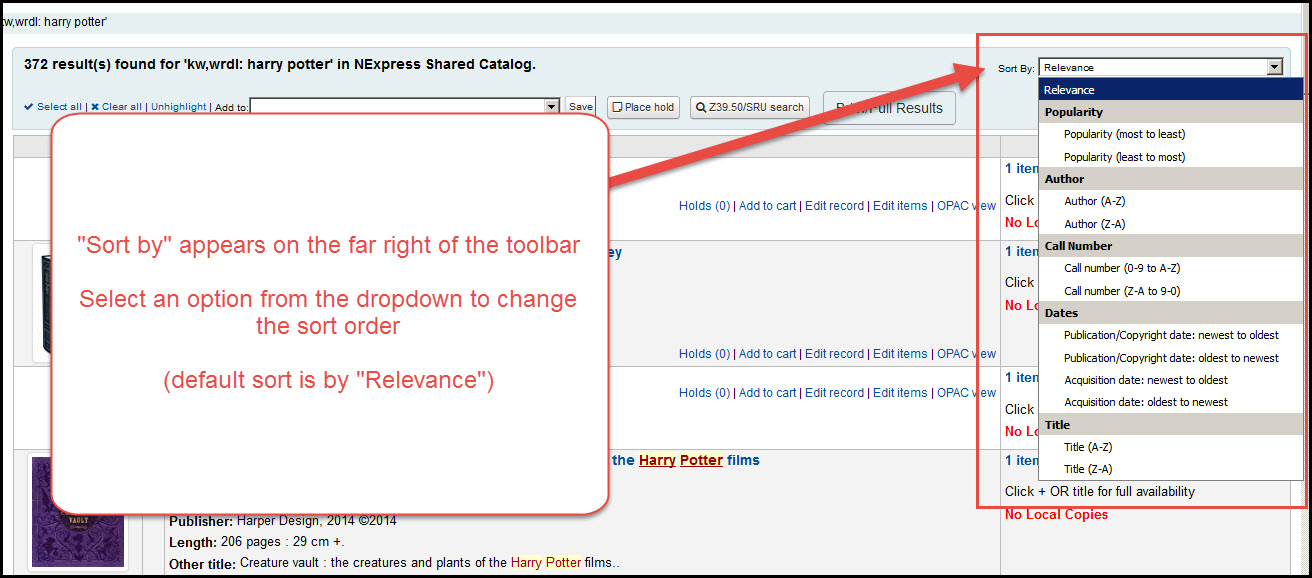 kw,wrdl: harry potter'
372 result(s) found for 'kw,wrdl: harry potter' in NExpress Shared Catalog.
Sort By: Relevance
Select all | Clear all | Unhighlight | Add to: Save Place hold Z39.50/SRU search Full Results
Relevance
Popularity
Popularity (most to least)
Popularity (least to most)
Author
Author (A-Z)
Author (Z-A)
Call Number
Call number (0-9 to A-Z)
Call number (Z-A to 9-0)
Dates
Publication/Copyright date: newest to oldest
Publication/Copyright date: oldest to newest
Acquisition date: newest to oldest
Acquisition date: oldest to newest
Title
Title (A-Z)
Title (Z-A)
"Sort by" appears on the far right of the toolbar
Select an option from the dropdown to change
the sort order
(default sort is by "Relevance")
1 item
Click
No Lo
Holds (0) | Add to cart | Edit record | Edit items | OPAC view
ey
1 item
Click
No Lo
Holds (0) | Add to cart | Edit record | Edit items | OPAC view
1 item
Click
No Lo
Holds (0) | Add to cart | Edit record | Edit items | OPAC view
the Harry Potter films
1 item
Click + OR title for full availability
No Local Copies
VAULT
Publisher: Harper Design, 2014 ©2014
Length: 206 pages : 29 cm +.
Other title: Creature vault : the creatures and plants of the Harry Potter films..